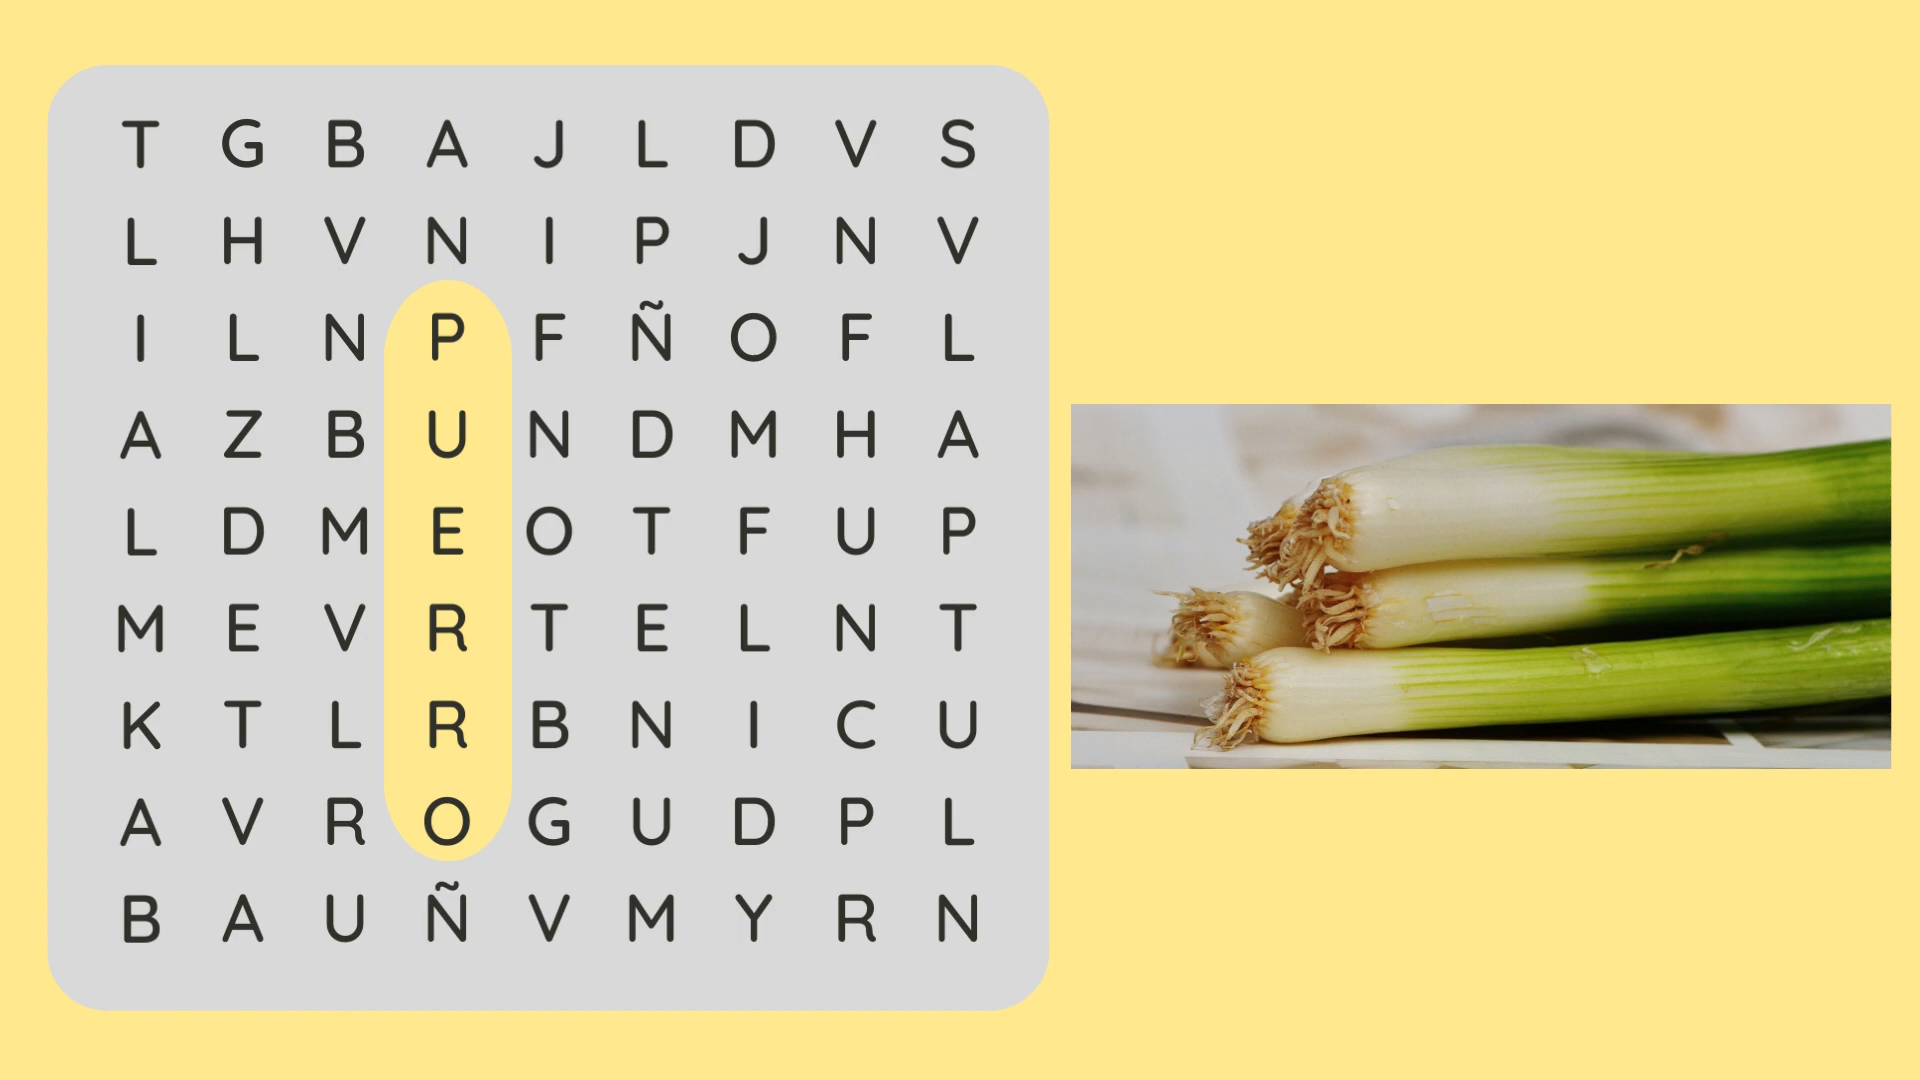 T G B A J L D V S
L H V N I P J N V
I L N P F Ñ O F L
A Z B U N D M H A
L D M E O T F U P
M E V R T E L N T
K T L R B N I C U
A V R O G U D P L
B A U Ñ V M Y R N